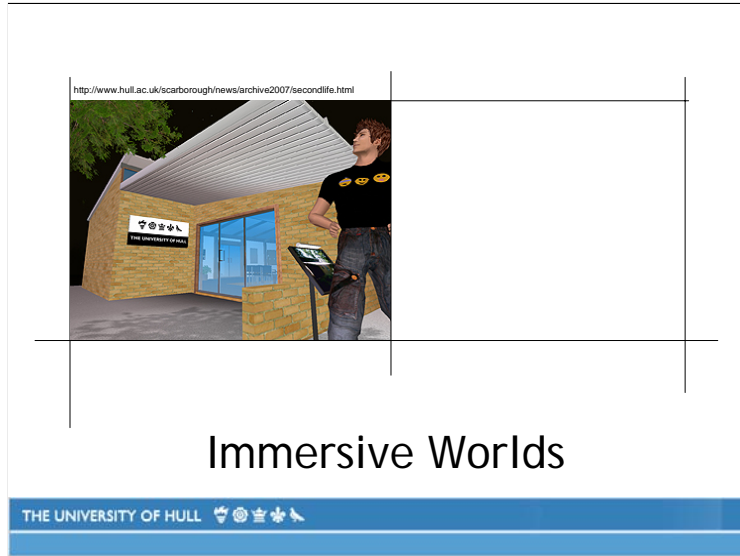 http://www.hull.ac.uk/scarborough/news/archive2007/secondlife.html
THE UNIVERSITY OF HULL
Immersive Worlds
THE UNIVERSITY OF HULL